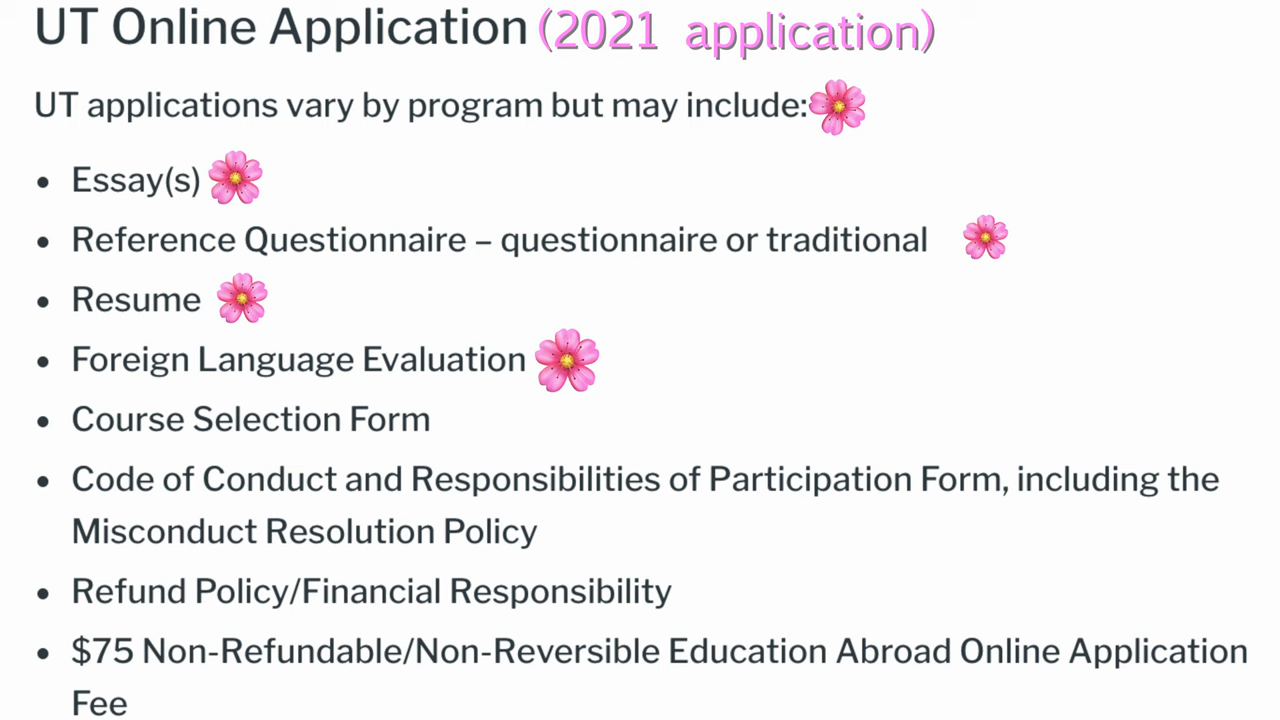 UT Online Application (2021 application)
UT applications vary by program but may include:
• Essay(s)
• Reference Questionnaire – questionnaire or traditional
• Resume
• Foreign Language Evaluation
• Course Selection Form
• Code of Conduct and Responsibilities of Participation Form, including the
Misconduct Resolution Policy
• Refund Policy/Financial Responsibility
• $75 Non-Refundable/Non-Reversible Education Abroad Online Application
Fee